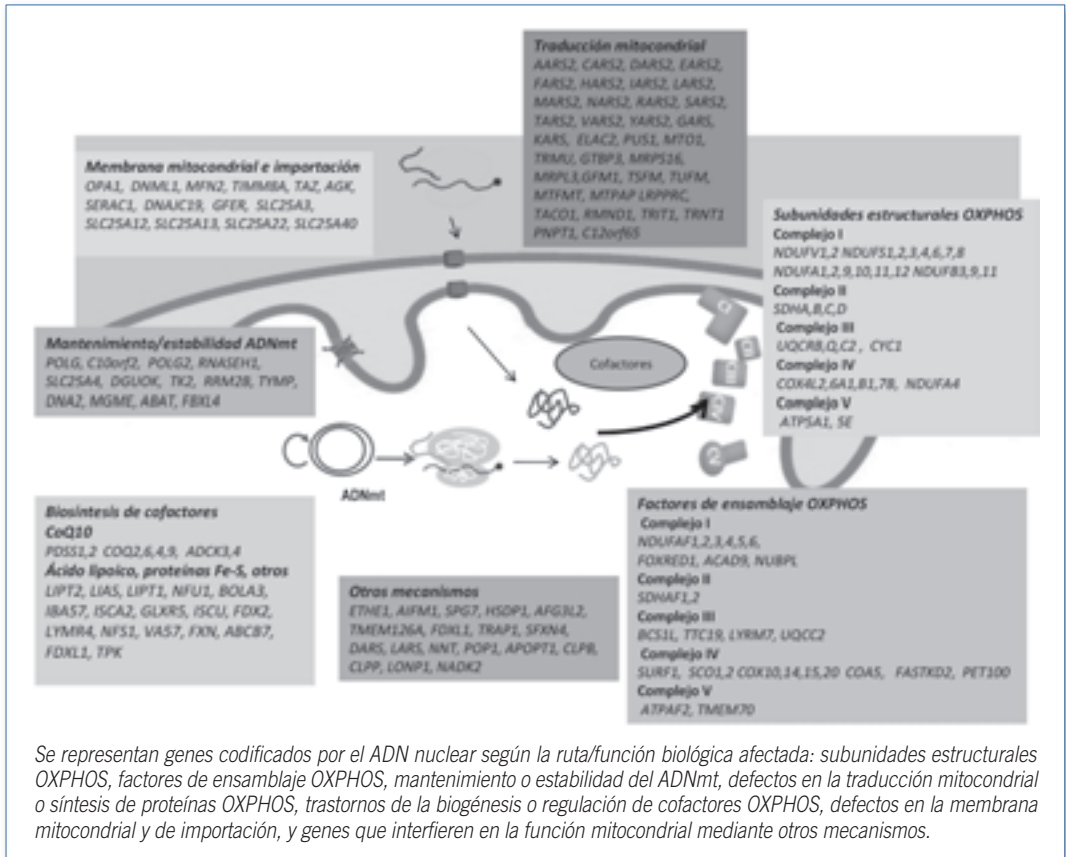 Traducción mitocondrial
AARS2, CARS2, DARS2, EARS2,
FARS2, HARS2, IARS2, LARS2,
MARS2, NARS2, RARS2, SARS2,
TARS2, VARS2, YARS2, GARS,
KARS, ELAC2, PUS1, MTO1,
TRMU, GTBP3, MRPS16,
MRPL3,GFM1, TSFM, TUFM,
MTFMT, MTPAP LRPPRC,
TACO1, RMND1, TRIT1, TRNT1
PNPT1, C12orf65
Membrana mitocondrial e importación
OPA1, DNML1, MFN2, TIMM8A, TAZ, AGK,
SERAC1, DNAJC19, GFER, SLC25A3,
SLC25A12, SLC25A13, SLC25A22, SLC25A40
Subunidades estructurales OXPHOS
Complejo I
NDUFV1,2 NDUFS1,2,3,4,6,7,8
NDUFA1,2,9,10,11,12 NDUFB3,9,11
Complejo II
SDHA,B,C,D
Complejo III
UQCRB,Q,C2 , CYC1
Complejo IV
COX4L2,6A1,B1,7B, NDUFA4
Complejo V
ATP5A1, 5E
Mantenimiento/estabilidad ADNmt
POLG, C10orf2, POLG2, RNASEH1,
SLC25A4, DGUOK, TK2, RRM2B, TYMP,
DNA2, MGME, ABAT, FBXL4
Cofactores
ADNmt
Biosíntesis de cofactores
CoQ10
PDSS1,2 COQ2,6,4,9, ADCK3,4
Ácido lipoico, proteínas Fe-S, otros
LIPT2, LIAS, LIPT1, NFU1, BOLA3,
IBA57, ISCA2, GLXR5, ISCU, FDX2,
LYMR4, NFS1, VA57, FXN, ABCB7,
FDXL1, TPK
Otros mecanismos
ETHE1, AIFM1, SPG7, HSDP1, AFG3L2,
TMEM126A, FDXL1, TRAP1, SFXN4,
DARS, LARS, NNT, POP1, APOPT1, CLPB,
CLPP, LONP1, NADK2
Factores de ensamblaje OXPHOS
Complejo I
NDUFAF1,2,3,4,5,6,
FOXRED1, ACAD9, NUBPL
Complejo II
SDHAF1,2
Complejo III
BCS1L, TTC19, LYRM7, UQCC2
Complejo IV
SURF1, SCO1,2 COX10,14,15,20 COA5, FASTKD2, PET100
Complejo V
ATPAF2, TMEM70
Se representan genes codificados por el ADN nuclear según la ruta/función biológica afectada: subunidades estructurales
OXPHOS, factores de ensamblaje OXPHOS, mantenimiento o estabilidad del ADNmt, defectos en la traducción mitocondrial
o síntesis de proteínas OXPHOS, trastornos de la biogénesis o regulación de cofactores OXPHOS, defectos en la membrana
mitocondrial y de importación, y genes que interfieren en la función mitocondrial mediante otros mecanismos.